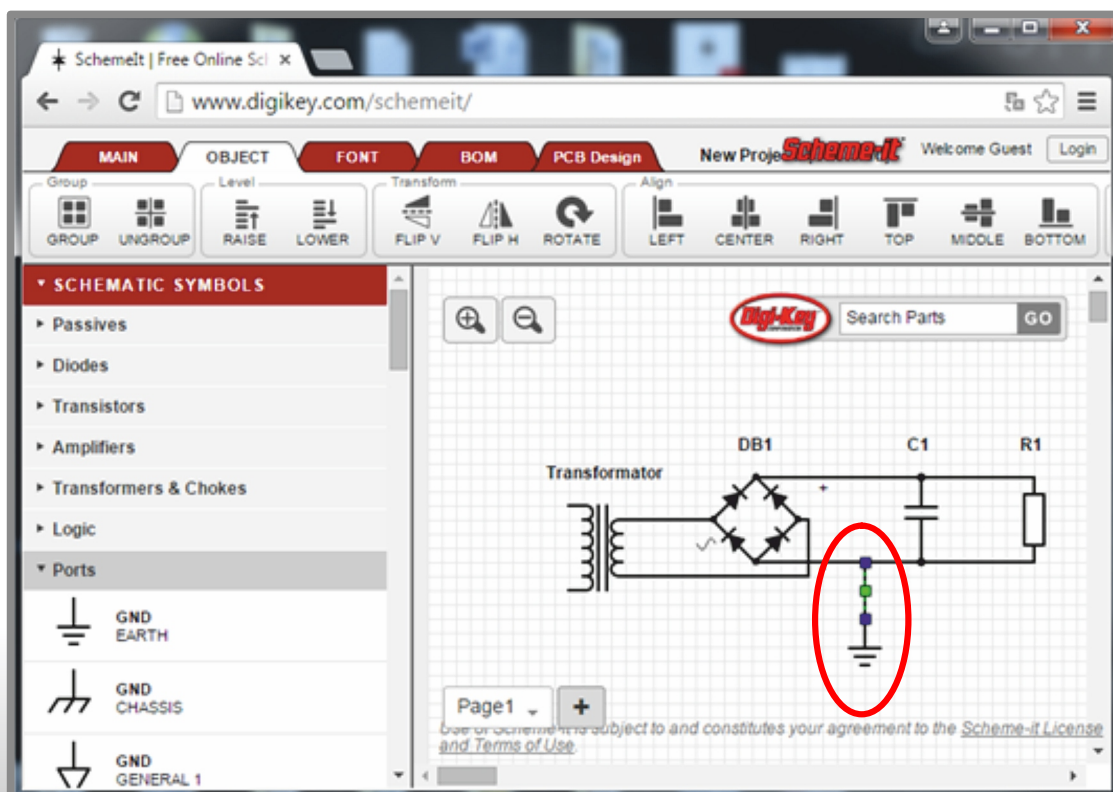 SchemeIt | Free Online Scl
www.digikey.com/schemeit/
MAIN OBJECT FONT BOM PCB Design New Proje Scheme-it Welcome Guest Login
Group Level Transform Align
GROUP UNGROUP RAISE LOWER FLIP V FLIP H ROTATE LEFT CENTER RIGHT TOP MIDDLE BOTTOM
SCHEMATIC SYMBOLS
Passives
Diodes
Transistors
Amplifiers
Transformers & Chokes
Logic
Ports
GND
EARTH
GND
CHASSIS
GND
GENERAL 1
Digi-Key
CORPORATION
Search Parts GO
DB1 C1 R1
Transformator
+
Page1 +
Use of Scheme-it is subject to and constitutes your agreement to the Scheme-it License
and Terms of Use.